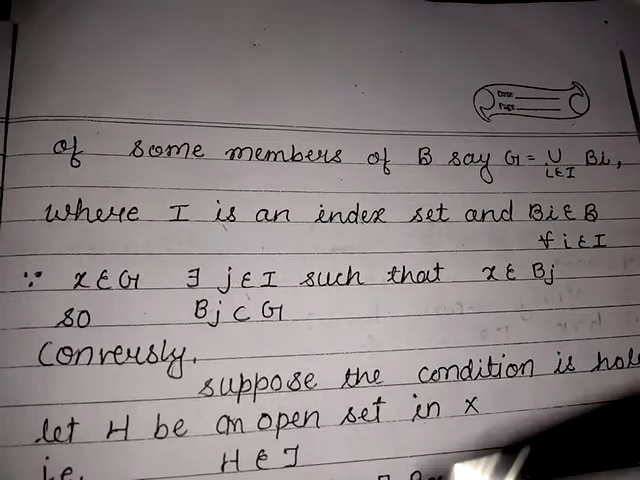 Date
Page
of some members of B say G = ∪ Bi,
i∈I
where I is an index set and Bi ∈ B
∀ i ∈ I
∵ x ∈ G ∃ j ∈ I such that x ∈ Bj
so Bj ⊂ G
Conversly,
suppose the condition is hol
let H be an open set in X
i.e. H ∈ J